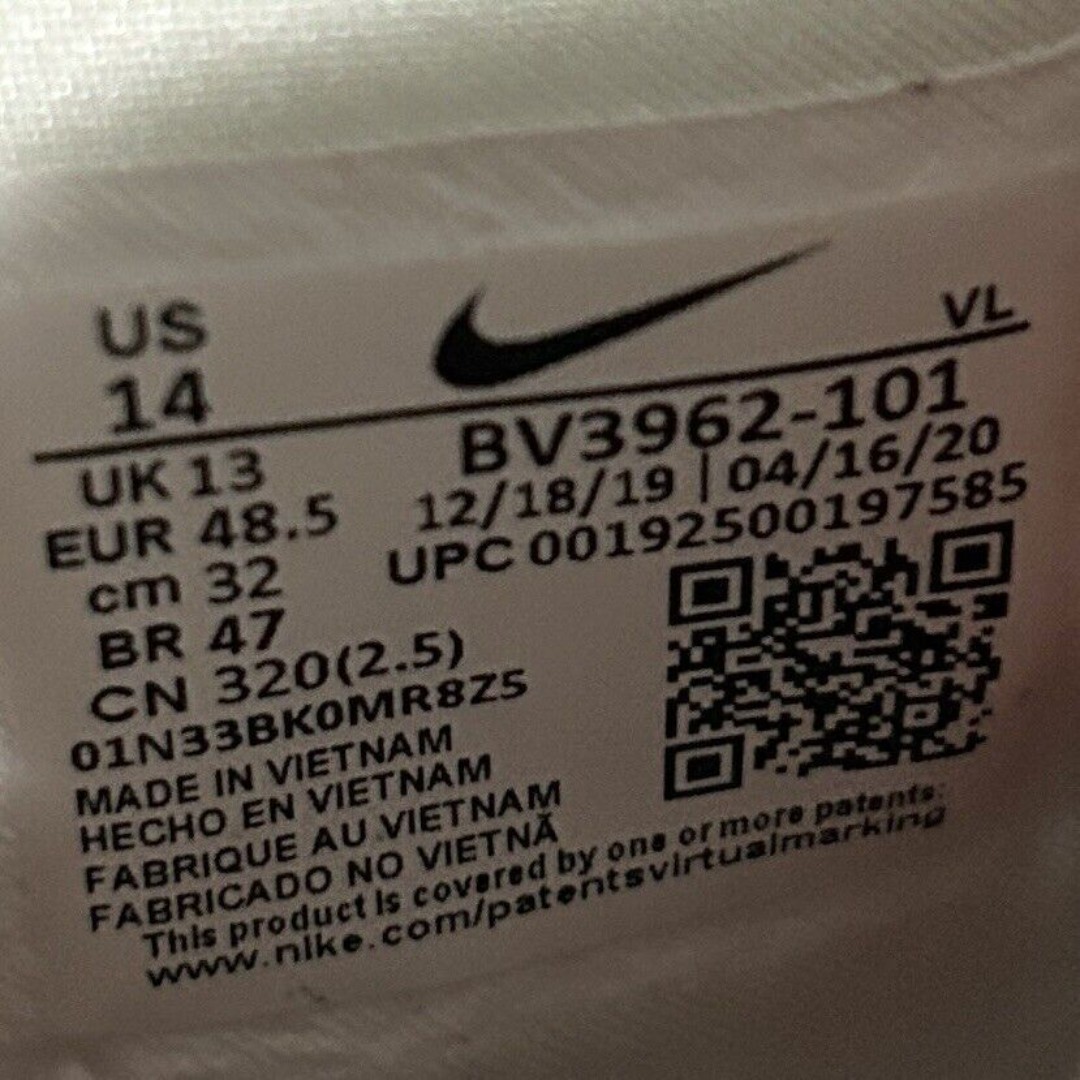 US
14
VL
UK 13
EUR 48.5
cm 32
BR 47
CN 320(2.5)
BV3962-101
12/18/19 | 04/16/20
UPC 00192500197585
01N33BK0MR8Z5
MADE IN VIETNAM
HECHO EN VIETNAM
FABRIQUE AU VIETNAM
FABRICADO NO VIETNÃ
This product is covered by one or more patents:
www.nike.com/patentsvirtualmarking